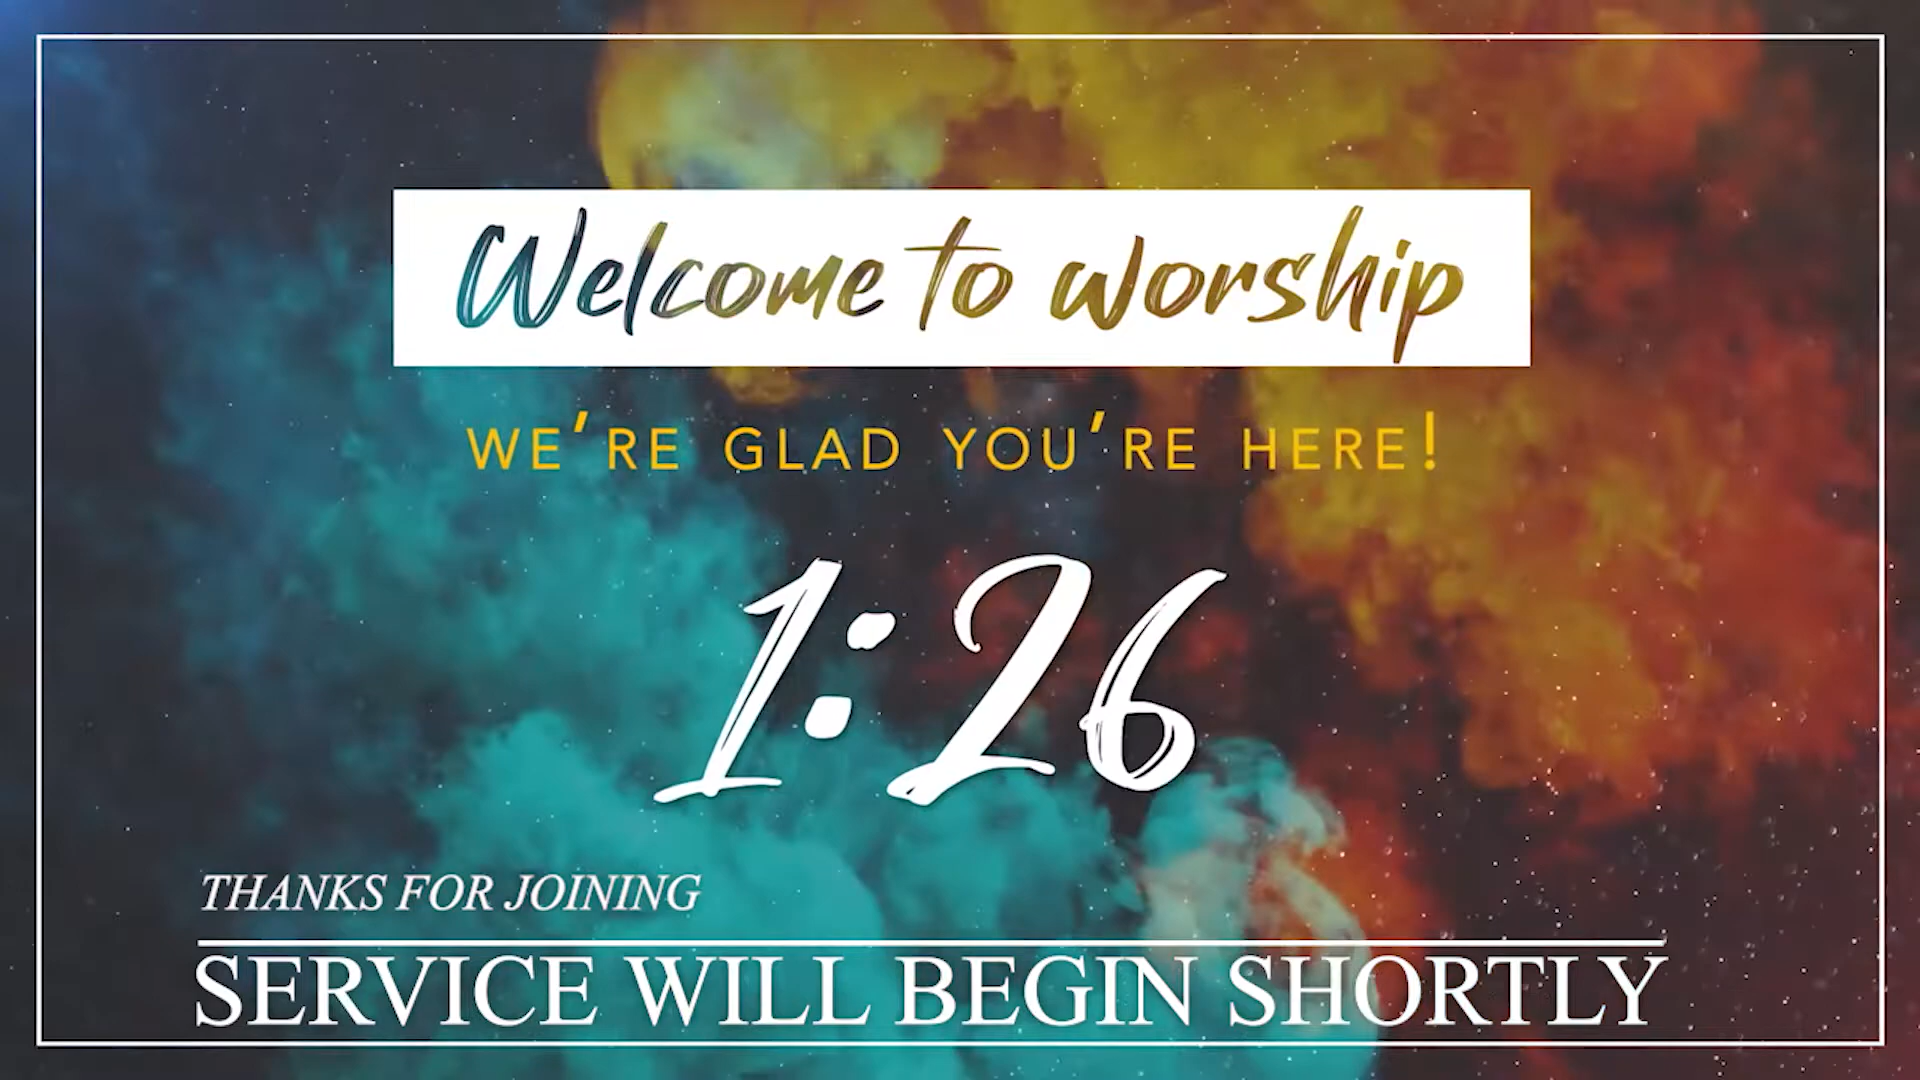 Welcome to worship
WE'RE GLAD YOU'RE HERE!
1:26
THANKS FOR JOINING
SERVICE WILL BEGIN SHORTLY